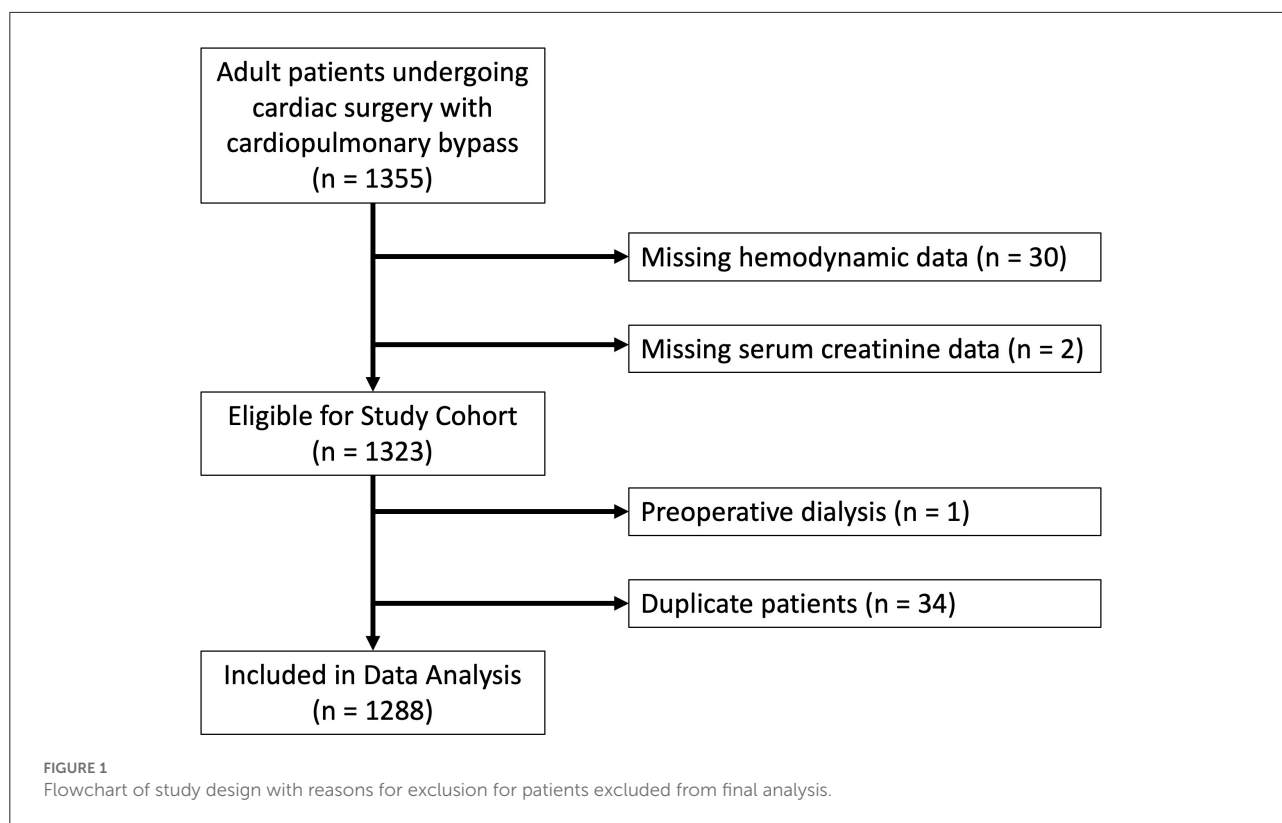 Adult patients undergoing
cardiac surgery with
cardiopulmonary bypass
(n = 1355)
Missing hemodynamic data (n = 30)
Missing serum creatinine data (n = 2)
Eligible for Study Cohort
(n = 1323)
Preoperative dialysis (n = 1)
Duplicate patients (n = 34)
Included in Data Analysis
(n = 1288)
FIGURE 1
Flowchart of study design with reasons for exclusion for patients excluded from final analysis.